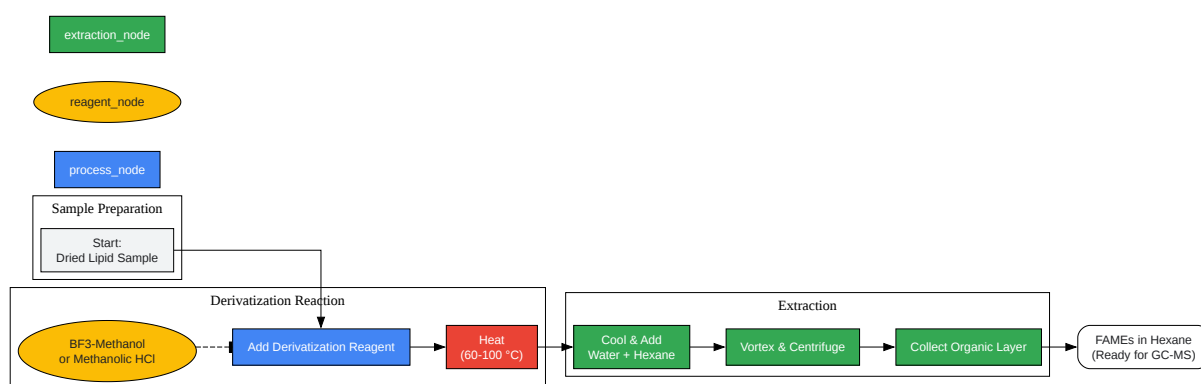 extraction_node
reagent_node
process_node
Sample Preparation
Start:
Dried Lipid Sample
Derivatization Reaction
BF3-Methanol
or Methanolic HCl
Add Derivatization Reagent
Heat
(60-100 °C)
Extraction
Cool & Add
Water + Hexane
Vortex & Centrifuge
Collect Organic Layer
FAMEs in Hexane
(Ready for GC-MS)